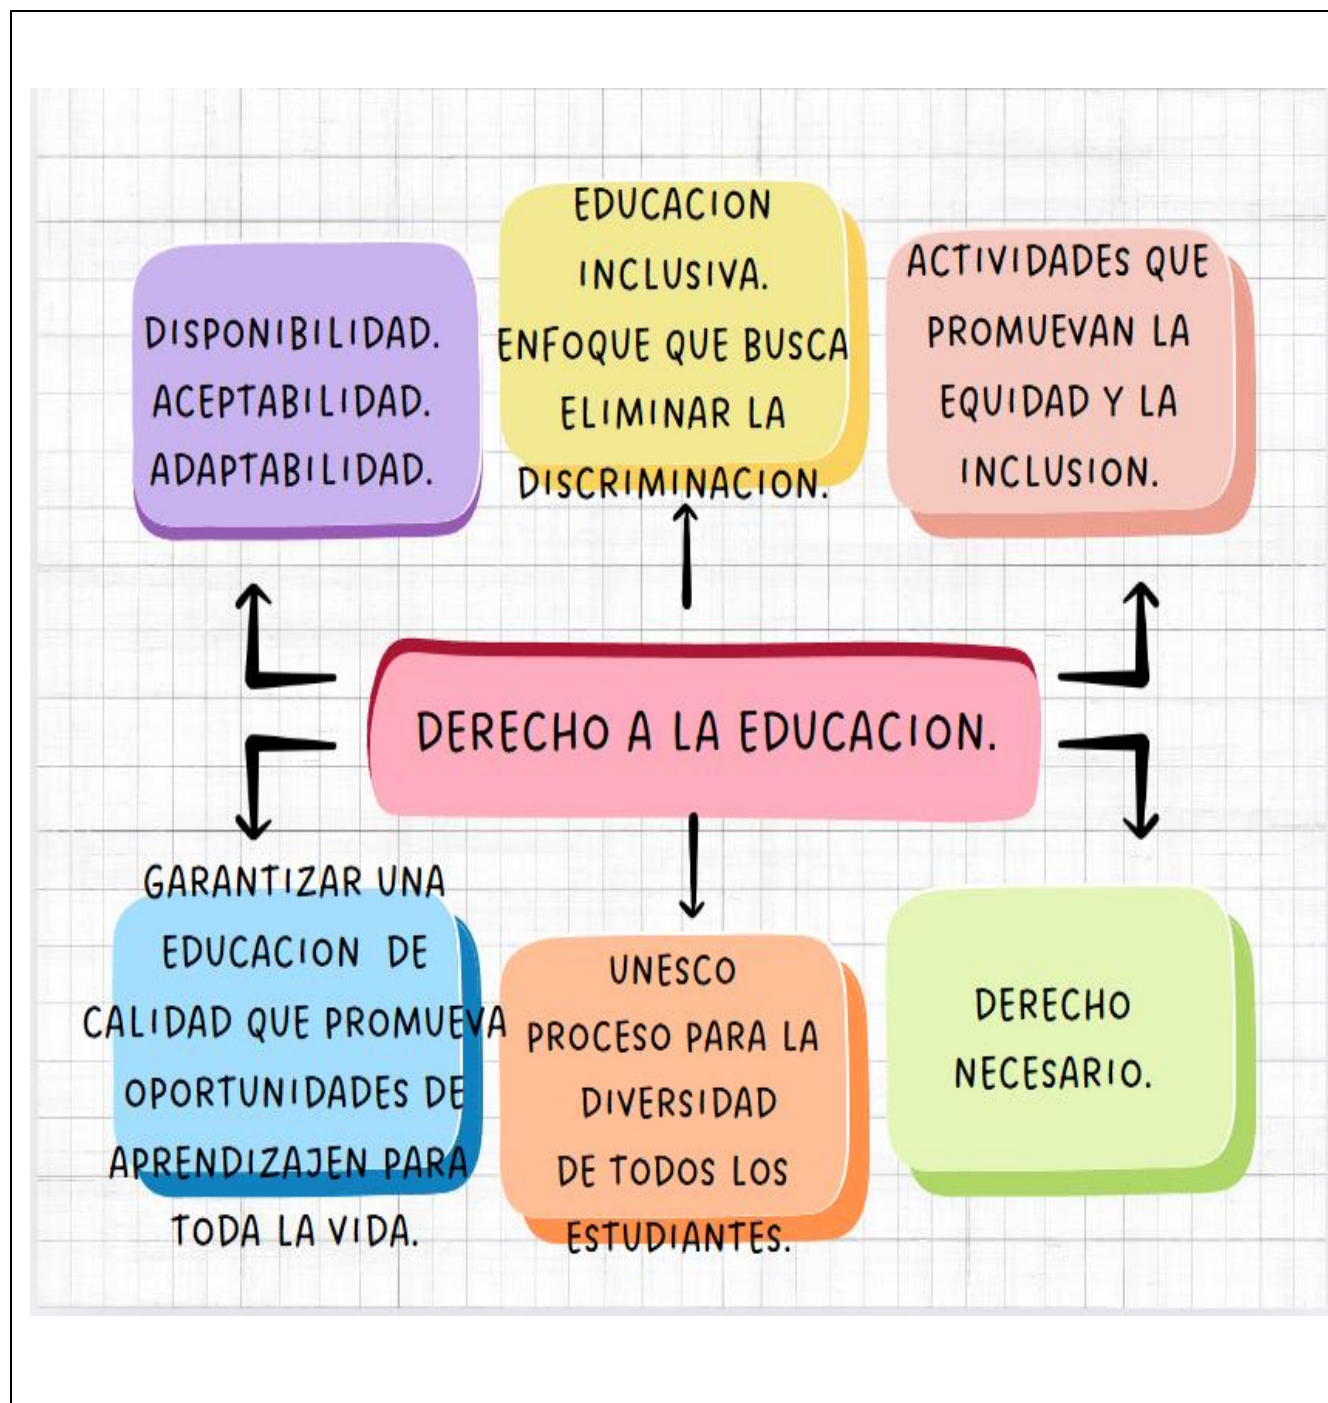 DISPONIBILIDAD.
ACEPTABILIDAD.
ADAPTABILIDAD.
EDUCACION
INCLUSIVA.
ENFOQUE QUE BUSCA
ELIMINAR LA
DISCRIMINACION.
ACTIVIDADES QUE
PROMUEVAN LA
EQUIDAD Y LA
INCLUSION.
DERECHO A LA EDUCACION.
GARANTIZAR UNA
EDUCACION DE
CALIDAD QUE PROMUEVA
OPORTUNIDADES DE
APRENDIZAJEN PARA
TODA LA VIDA.
UNESCO
PROCESO PARA LA
DIVERSIDAD
DE TODOS LOS
ESTUDIANTES.
DERECHO
NECESARIO.